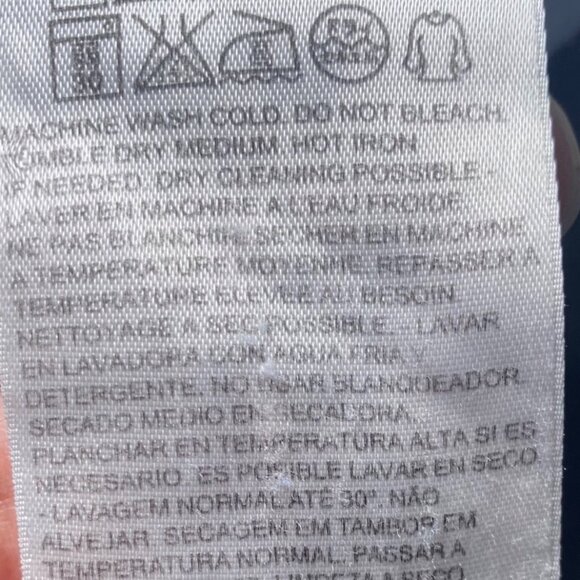 MACHINE WASH COLD. DO NOT BLEACH.
TUMBLE DRY MEDIUM. HOT IRON
IF NEEDED. DRY CLEANING POSSIBLE -
LAVER EN MACHINE A L'EAU FROIDE
NE PAS BLANCHIR. SECHER EN MACHINE
A TEMPERATURE MOYENNE. REPASSER A
TEMPERATURE ELEVEE AU BESOIN.
NETTOYAGE A SEC POSSIBLE. - LAVAR
EN LAVADORA CON AGUA FRIA Y
DETERGENTE. NO USAR BLANQUEADOR.
SECADO MEDIO EN SECADORA.
PLANCHAR EN TEMPERATURA ALTA SI ES
NECESARIO. ES POSIBLE LAVAR EN SECO.
- LAVAGEM NORMAL ATÉ 30°. NÃO
ALVEJAR. SECAGEM EM TAMBOR EM
TEMPERATURA NORMAL. PASSAR A